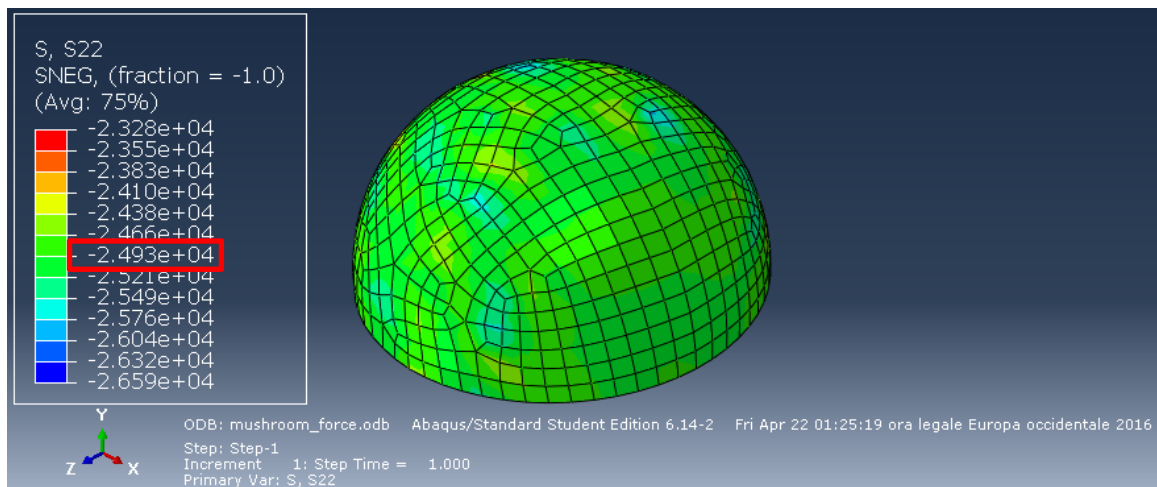 S, S22
SNEG, (fraction = -1.0)
(Avg: 75%)
-2.328e+04
-2.355e+04
-2.383e+04
-2.410e+04
-2.438e+04
-2.466e+04
-2.493e+04
-2.521e+04
-2.549e+04
-2.576e+04
-2.604e+04
-2.632e+04
-2.659e+04
Y
Z X
ODB: mushroom_force.odb Abaqus/Standard Student Edition 6.14-2 Fri Apr 22 01:25:19 ora legale Europa occidentale 2016
Step: Step-1
Increment 1: Step Time = 1.000
Primary Var: S, S22